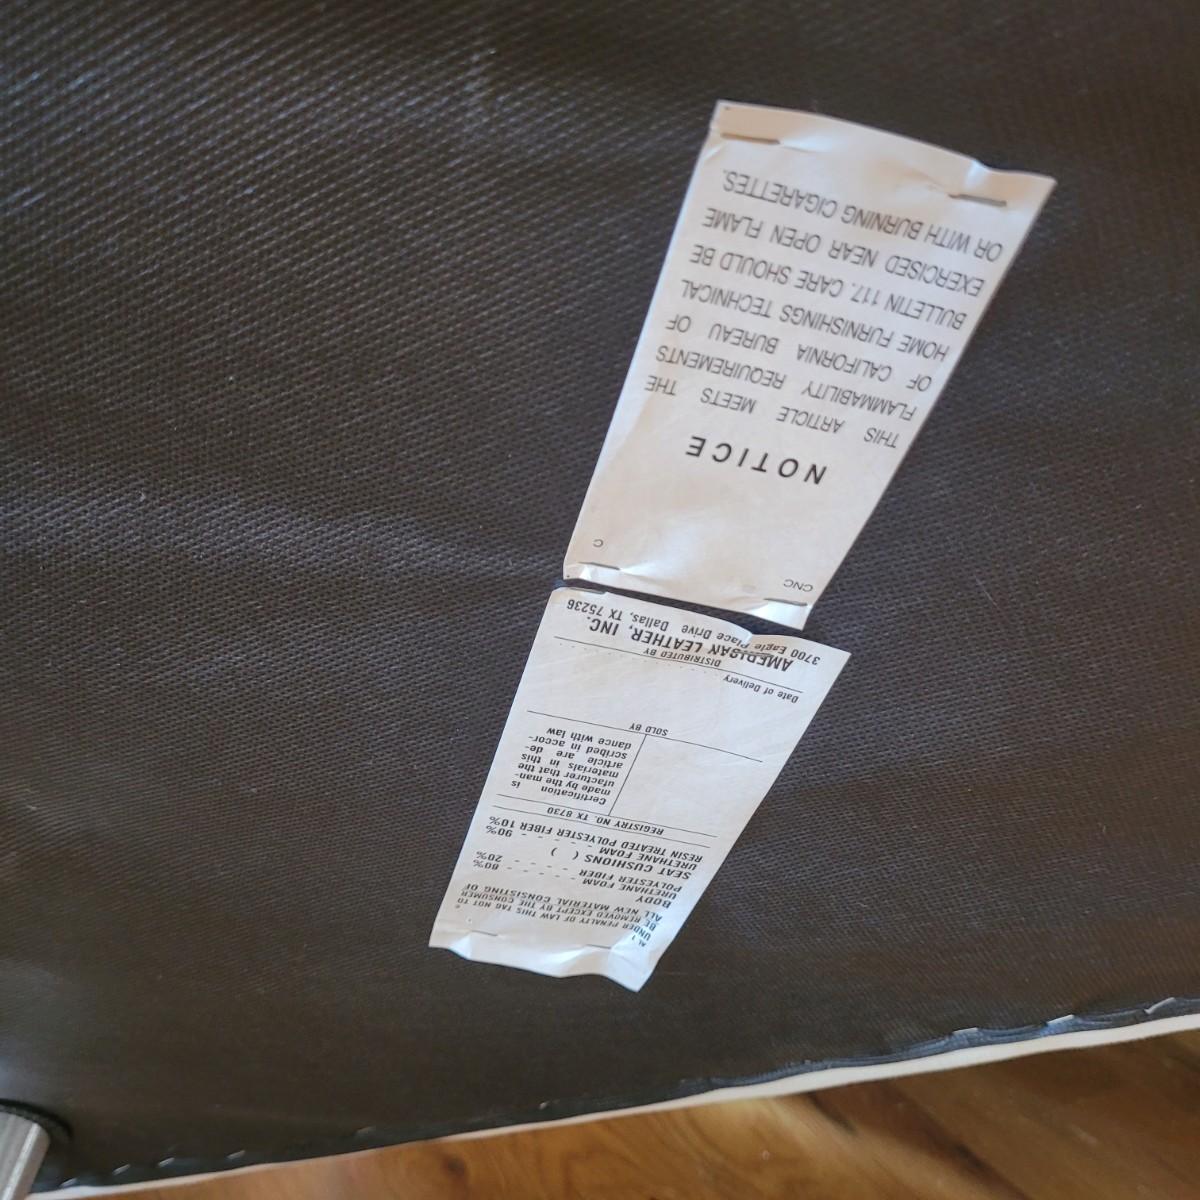 AL 1
UNDER PENALTY OF LAW THIS TAG NOT TO
BE REMOVED EXCEPT BY THE CONSUMER
ALL NEW MATERIAL CONSISTING OF
BODY
URETHANE FOAM - - - - - 80%
POLYESTER FIBER - - - - - 20%
SEAT CUSHIONS ( )
URETHANE FOAM - - - - - 90%
RESIN TREATED POLYESTER FIBER 10%
REGISTRY NO. TX 8730
Certification is
made by the man-
ufacturer that the
materials in this
article are de-
scribed in accor-
dance with law
SOLD BY
Date of Delivery
DISTRIBUTED BY
AMERICAN LEATHER, INC.
3700 Eagle Place Drive Dallas, TX 75236
CNC C
NOTICE
THIS ARTICLE MEETS THE
FLAMMABILITY REQUIREMENTS
OF CALIFORNIA BUREAU OF
HOME FURNISHINGS TECHNICAL
BULLETIN 117. CARE SHOULD BE
EXERCISED NEAR OPEN FLAME
OR WITH BURNING CIGARETTES.